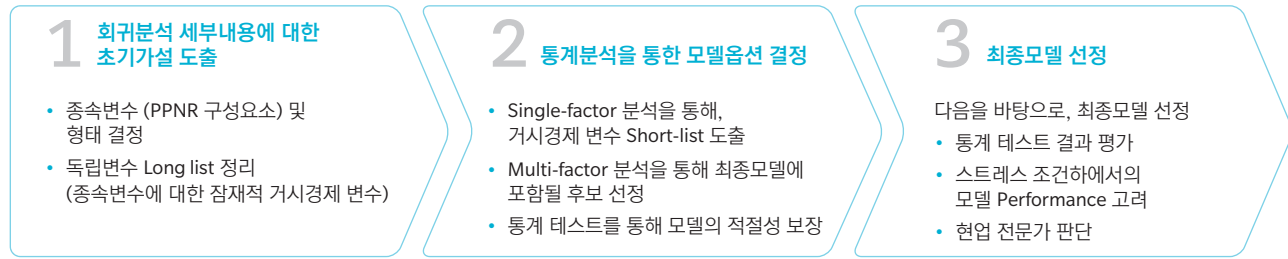 1
회귀분석 세부내용에 대한
초기가설 도출
• 종속변수 (PPNR 구성요소) 및
형태 결정
• 독립변수 Long list 정리
(종속변수에 대한 잠재적 거시경제 변수)
2
통계분석을 통한 모델옵션 결정
• Single-factor 분석을 통해,
거시경제 변수 Short-list 도출
• Multi-factor 분석을 통해 최종모델에
포함될 후보 선정
• 통계 테스트를 통해 모델의 적절성 보장
3
최종모델 선정
다음을 바탕으로, 최종모델 선정
• 통계 테스트 결과 평가
• 스트레스 조건하에서의
모델 Performance 고려
• 현업 전문가 판단